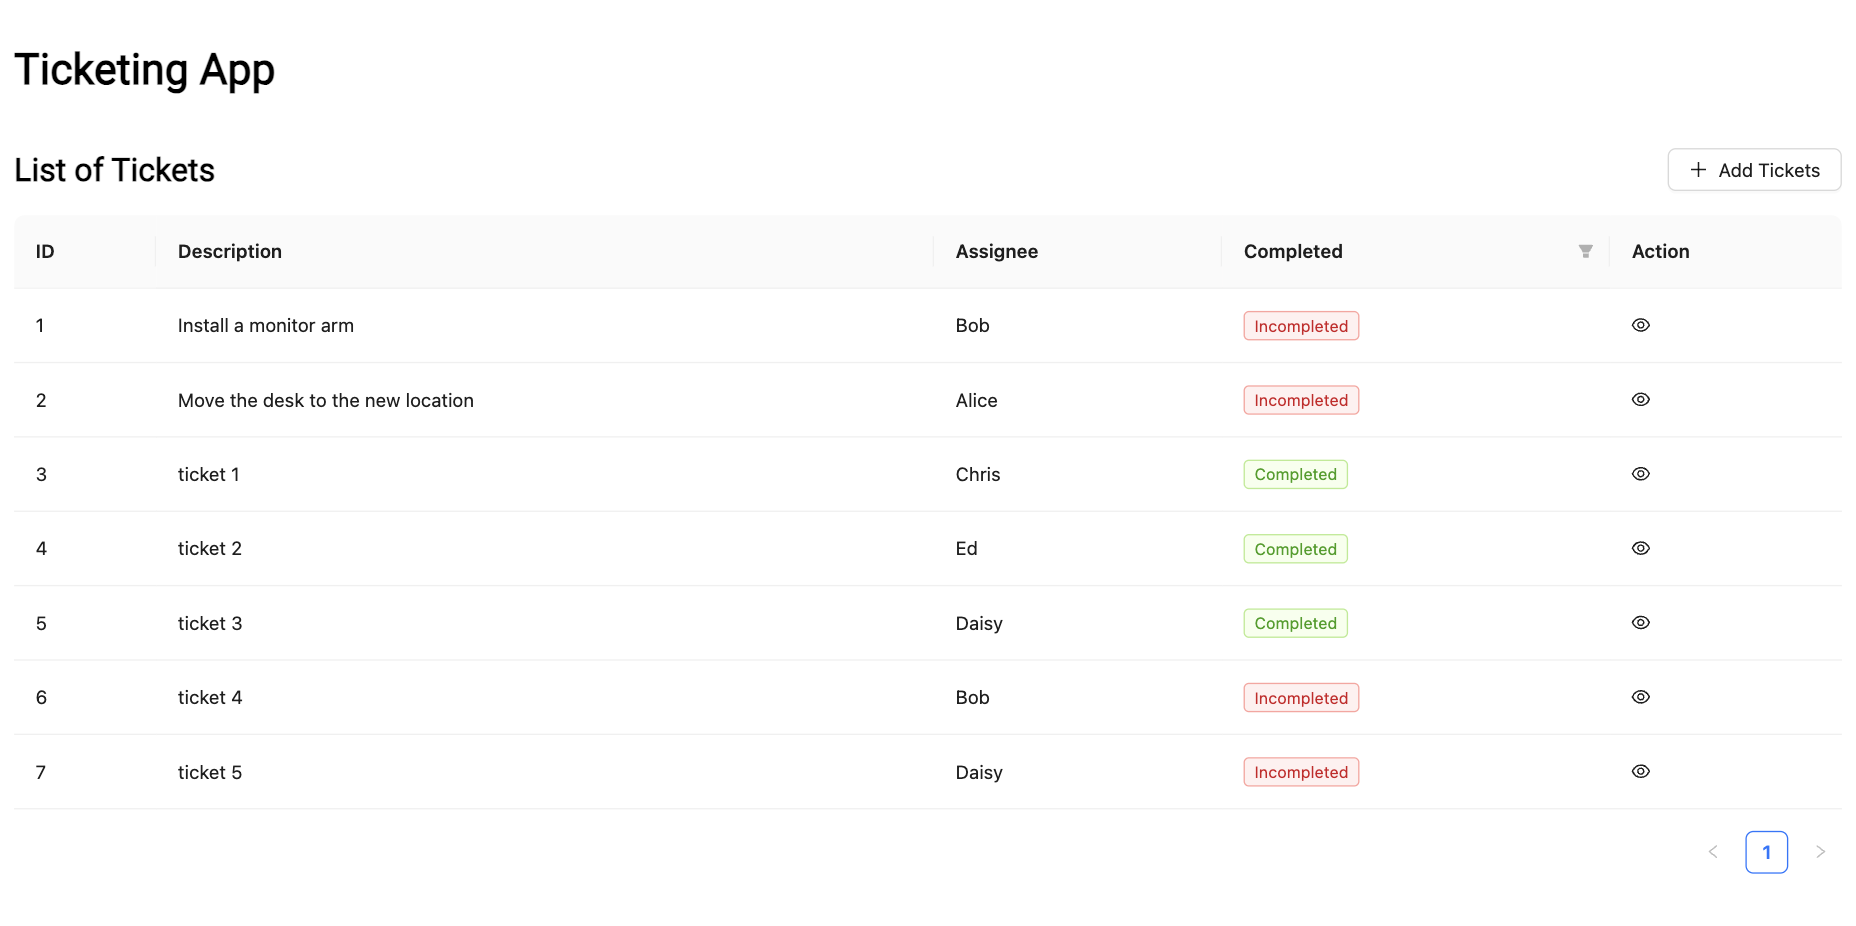 Ticketing App
List of Tickets
Add Tickets
ID Description Assignee Completed Action
1 Install a monitor arm Bob Incompleted
2 Move the desk to the new location Alice Incompleted
3 ticket 1 Chris Completed
4 ticket 2 Ed Completed
5 ticket 3 Daisy Completed
6 ticket 4 Bob Incompleted
7 ticket 5 Daisy Incompleted
1